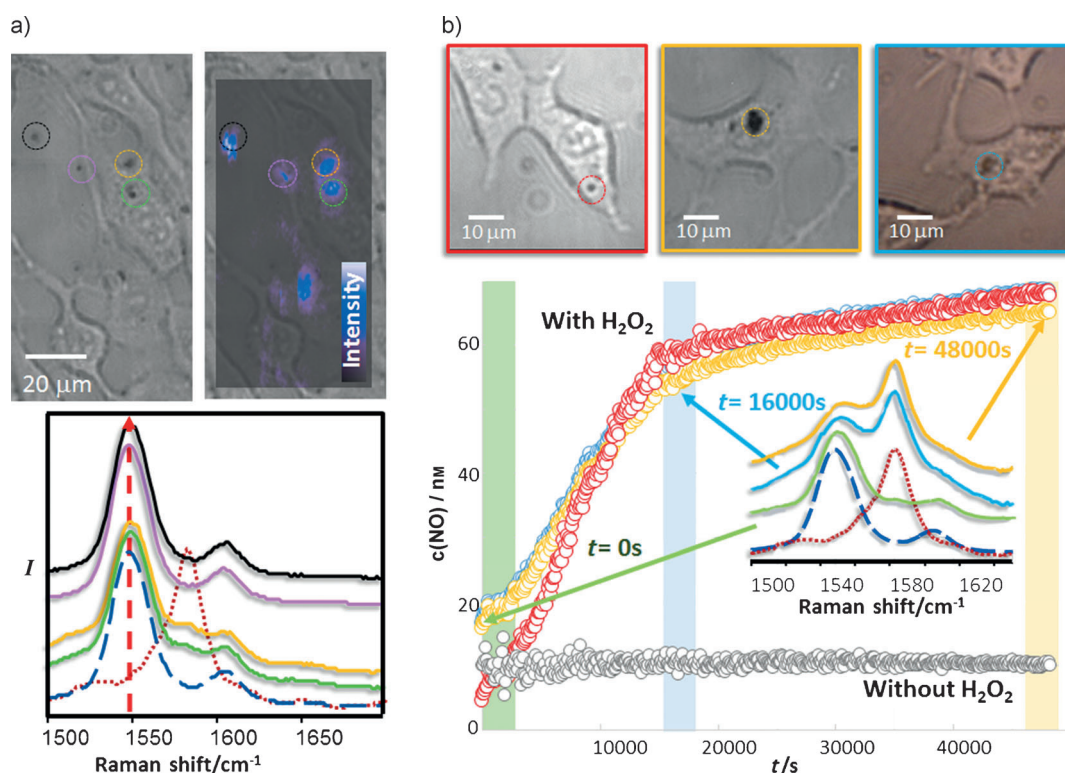 a)
20 µm
Intensity
I
1500 1550 1600 1650
Raman shift/cm⁻¹
b)
10 µm 10 µm 10 µm
With H₂O₂
t= 48000s
t= 16000s
t= 0s
1500 1540 1580 1620
Raman shift/cm⁻¹
Without H₂O₂
c(NO) / nM
60
40
20
0
10000 20000 30000 40000
t/s